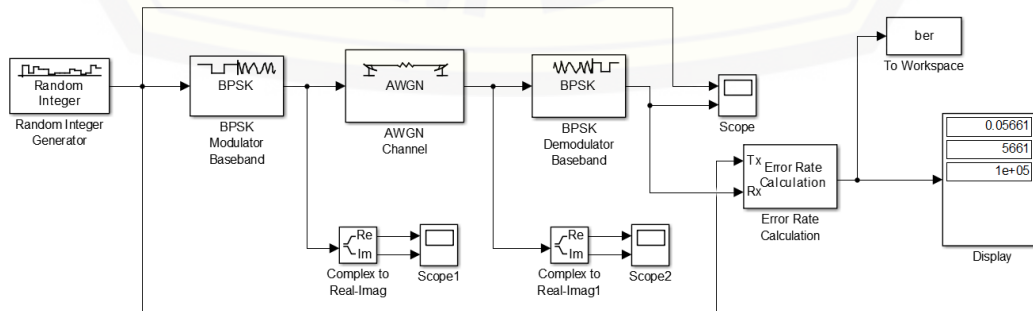 Random
Integer
Random Integer
Generator
BPSK
BPSK
Modulator
Baseband
AWGN
AWGN
Channel
BPSK
BPSK
Demodulator
Baseband
Scope
ber
To Workspace
Tx
Rx
Error Rate
Calculation
Error Rate
Calculation
0.05661
5661
1e+05
Display
Re
Im
Complex to
Real-Imag
Scope1
Re
Im
Complex to
Real-Imag1
Scope2